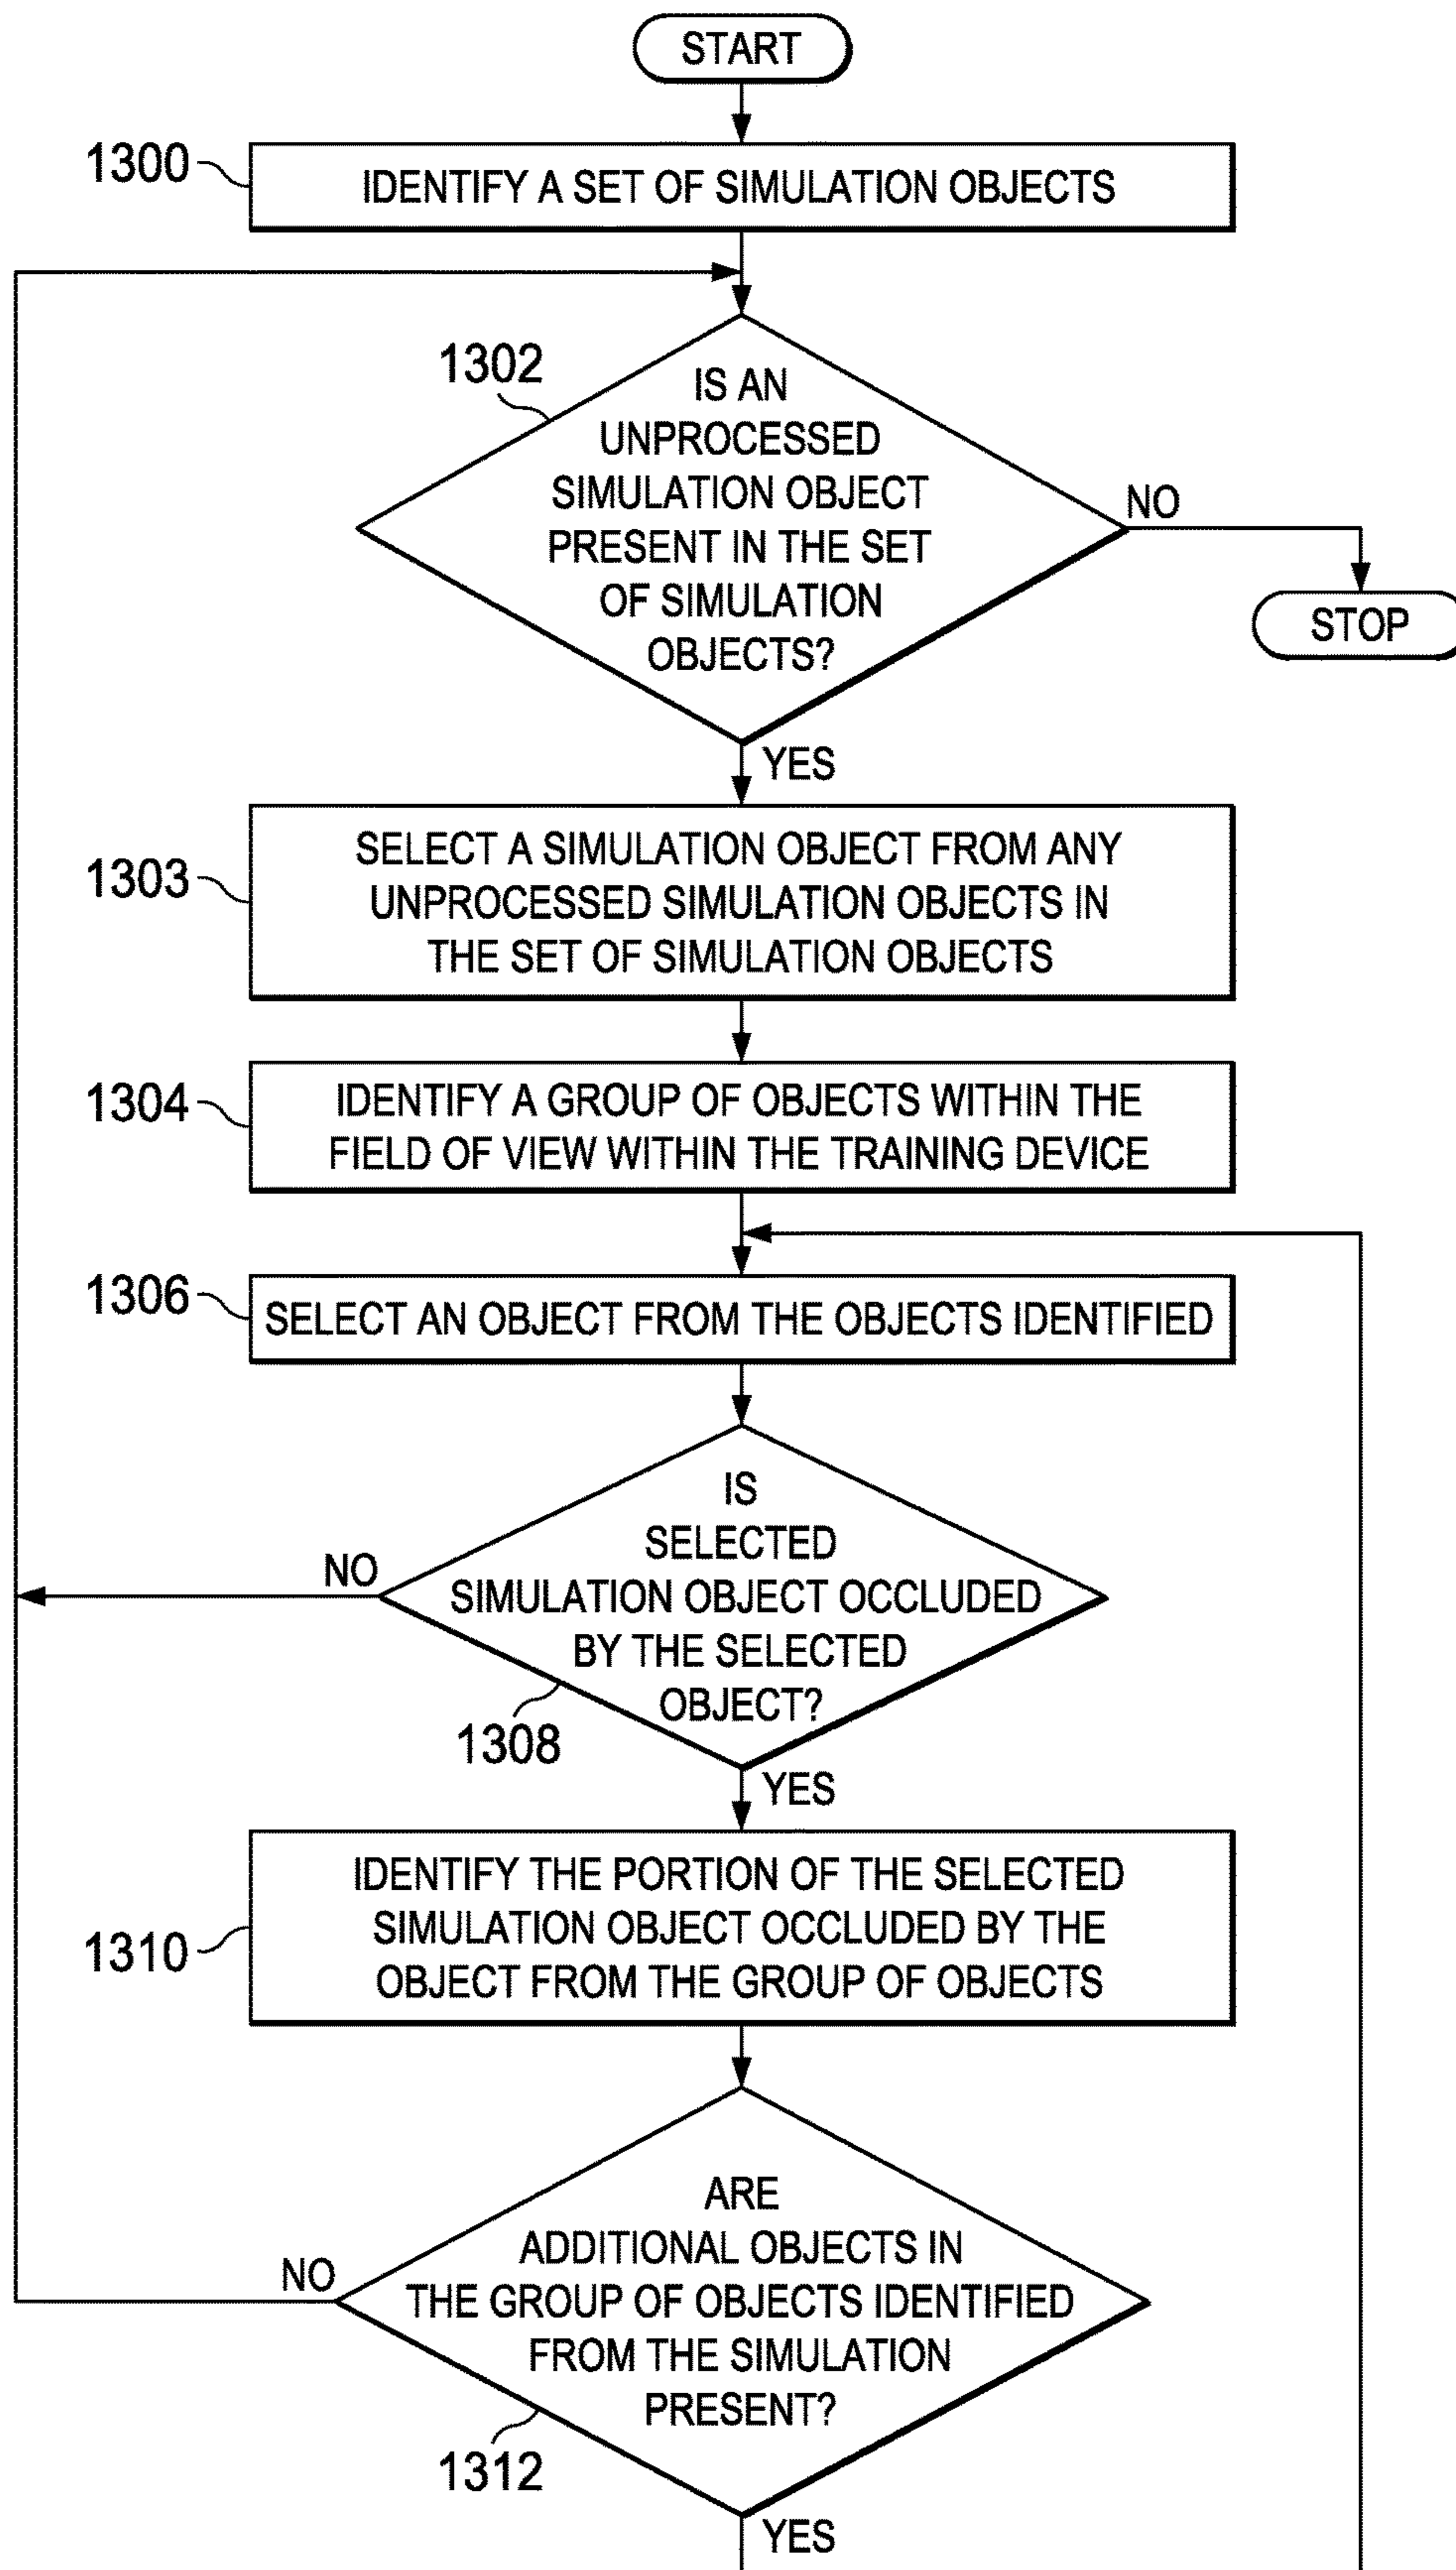 START
1300
IDENTIFY A SET OF SIMULATION OBJECTS
1302
IS AN
UNPROCESSED
SIMULATION OBJECT
PRESENT IN THE SET
OF SIMULATION
OBJECTS?
NO
STOP
YES
1303
SELECT A SIMULATION OBJECT FROM ANY
UNPROCESSED SIMULATION OBJECTS IN
THE SET OF SIMULATION OBJECTS
1304
IDENTIFY A GROUP OF OBJECTS WITHIN THE
FIELD OF VIEW WITHIN THE TRAINING DEVICE
1306
SELECT AN OBJECT FROM THE OBJECTS IDENTIFIED
IS
SELECTED
SIMULATION OBJECT OCCLUDED
BY THE SELECTED
OBJECT?
NO
1308
YES
1310
IDENTIFY THE PORTION OF THE SELECTED
SIMULATION OBJECT OCCLUDED BY THE
OBJECT FROM THE GROUP OF OBJECTS
ARE
ADDITIONAL OBJECTS IN
THE GROUP OF OBJECTS IDENTIFIED
FROM THE SIMULATION
PRESENT?
NO
1312
YES